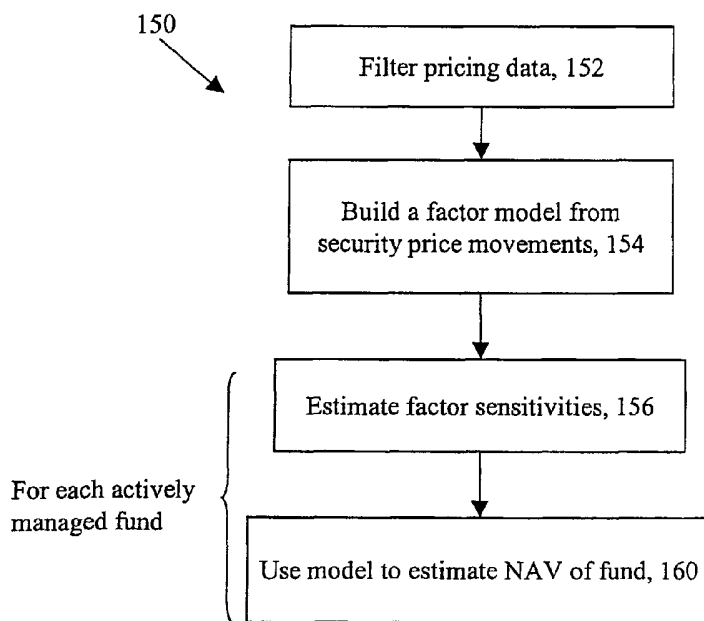 150
Filter pricing data, 152
Build a factor model from
security price movements, 154
Estimate factor sensitivities, 156
For each actively
managed fund
Use model to estimate NAV of fund, 160